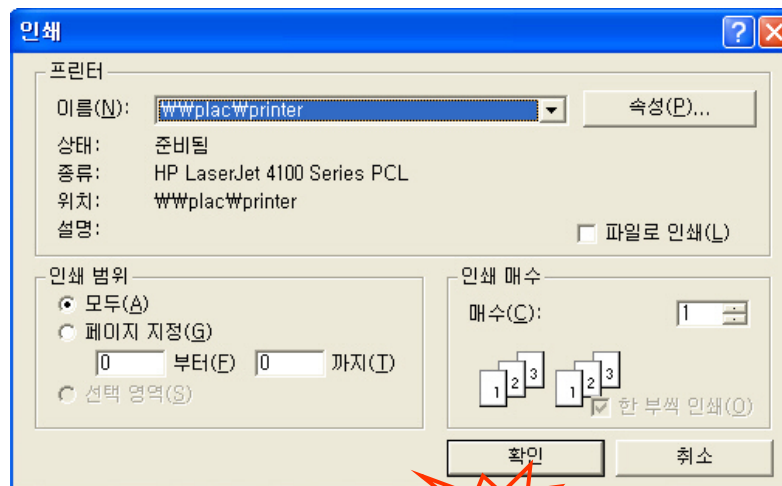 인쇄
프린터
이름(N): ₩₩plac₩printer 속성(P)...
상태: 준비됨
종류: HP LaserJet 4100 Series PCL
위치: ₩₩plac₩printer
설명: 파일로 인쇄(L)
인쇄 범위
모두(A)
페이지 지정(G)
0 부터(F) 0 까지(T)
선택 영역(S)
인쇄 매수
매수(C): 1
1 2 3 1 2 3
한 부씩 인쇄(O)
확인 취소